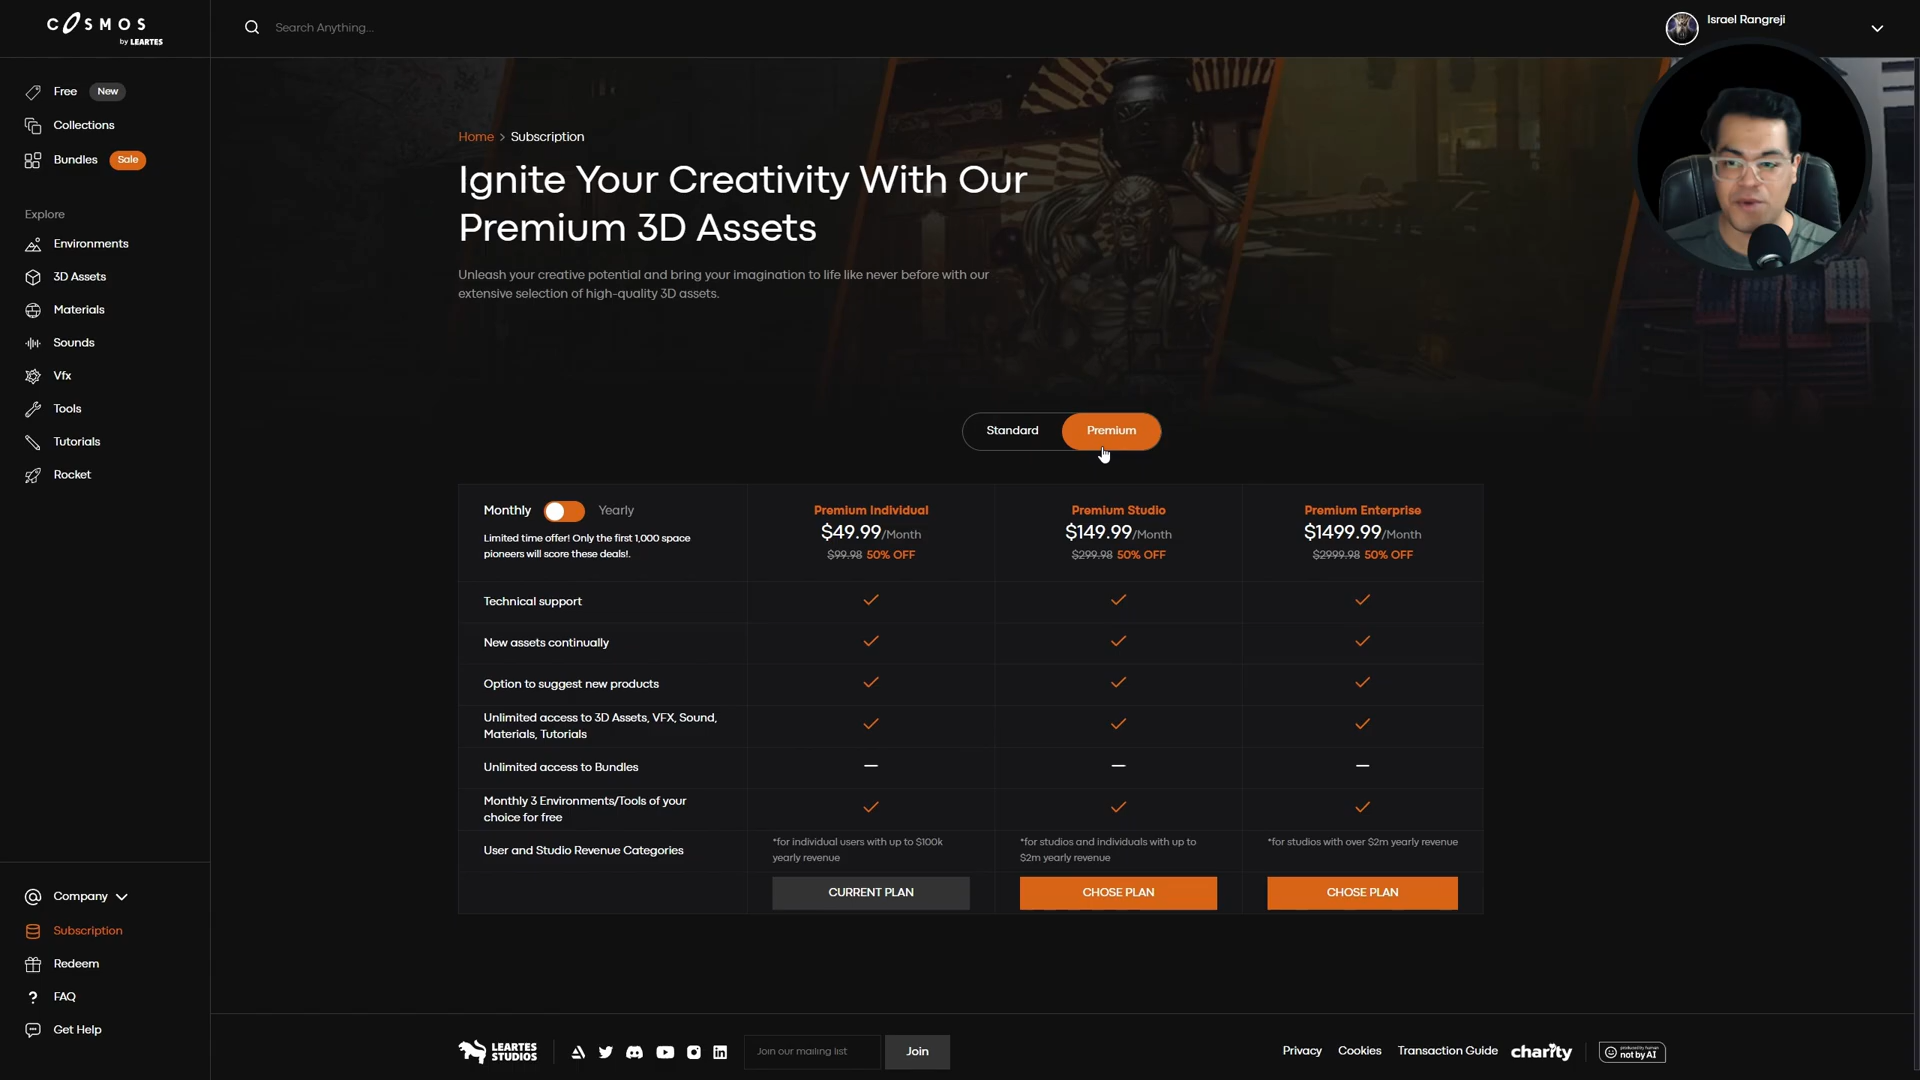 COSMOS
by LEARTES
Search Anything...
Israel Rangreji
Free New
Collections
Bundles Sale
Explore
Environments
3D Assets
Materials
Sounds
Vfx
Tools
Tutorials
Rocket
Home > Subscription
Ignite Your Creativity With Our
Premium 3D Assets
Unleash your creative potential and bring your imagination to life like never before with our
extensive selection of high-quality 3D assets.
Standard Premium
Monthly Yearly
Limited time offer! Only the first 1,000 space
pioneers will score these deals!.
Premium Individual
$49.99/Month
$99.98 50% OFF
Premium Studio
$149.99/Month
$299.98 50% OFF
Premium Enterprise
$1499.99/Month
$2999.98 50% OFF
Technical support
New assets continually
Option to suggest new products
Unlimited access to 3D Assets, VFX, Sound,
Materials, Tutorials
Unlimited access to Bundles
Monthly 3 Environments/Tools of your
choice for free
User and Studio Revenue Categories
*for individual users with up to $100k
yearly revenue
*for studios and individuals with up to
$2m yearly revenue
*for studios with over $2m yearly revenue
CURRENT PLAN
CHOSE PLAN
CHOSE PLAN
Company
Subscription
Redeem
FAQ
Get Help
LEARTES
STUDIOS
Join our mailing list
Join
Privacy
Cookies
Transaction Guide
charity
produced by human
not by AI